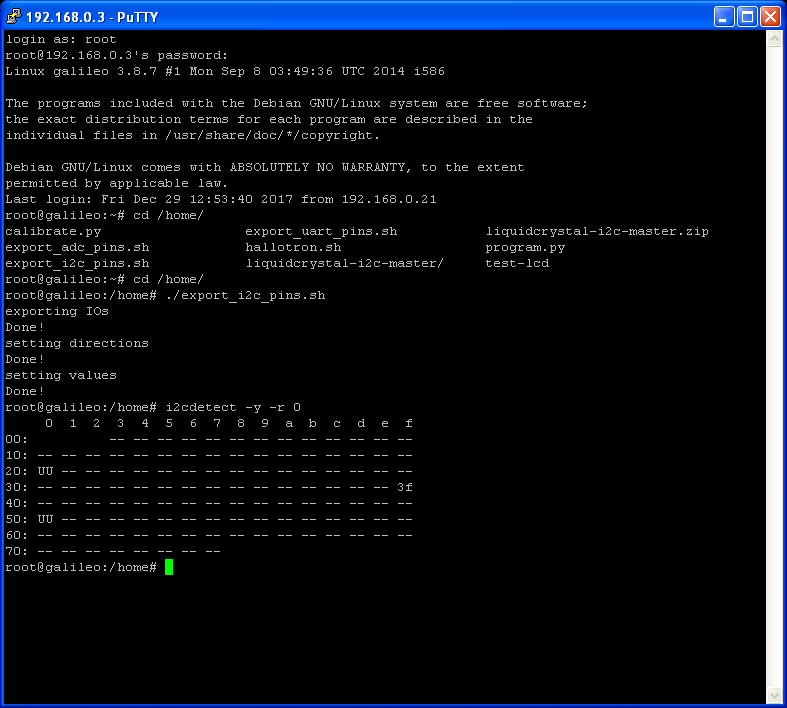 192.168.0.3 - PuTTY
login as: root
root@192.168.0.3's password:
Linux galileo 3.8.7 #1 Mon Sep 8 03:49:36 UTC 2014 i586

The programs included with the Debian GNU/Linux system are free software;
the exact distribution terms for each program are described in the
individual files in /usr/share/doc/*/copyright.

Debian GNU/Linux comes with ABSOLUTELY NO WARRANTY, to the extent
permitted by applicable law.
Last login: Fri Dec 29 12:53:40 2017 from 192.168.0.21
root@galileo:~# cd /home/
calibrate.py                  export_uart_pins.sh           liquidcrystal-i2c-master.zip
export_adc_pins.sh            hallotron.sh                  program.py
export_i2c_pins.sh            liquidcrystal-i2c-master/     test-lcd
root@galileo:~# cd /home/
root@galileo:/home# ./export_i2c_pins.sh
exporting IOs
Done!
setting directions
Done!
setting values
Done!
root@galileo:/home# i2cdetect -y -r 0
     0  1  2  3  4  5  6  7  8  9  a  b  c  d  e  f
00:          -- -- -- -- -- -- -- -- -- -- -- -- --
10: -- -- -- -- -- -- -- -- -- -- -- -- -- -- -- --
20: UU -- -- -- -- -- -- -- -- -- -- -- -- -- -- --
30: -- -- -- -- -- -- -- -- -- -- -- -- -- -- -- 3f
40: -- -- -- -- -- -- -- -- -- -- -- -- -- -- -- --
50: UU -- -- -- -- -- -- -- -- -- -- -- -- -- -- --
60: -- -- -- -- -- -- -- -- -- -- -- -- -- -- -- --
70: -- -- -- -- -- -- -- --
root@galileo:/home#